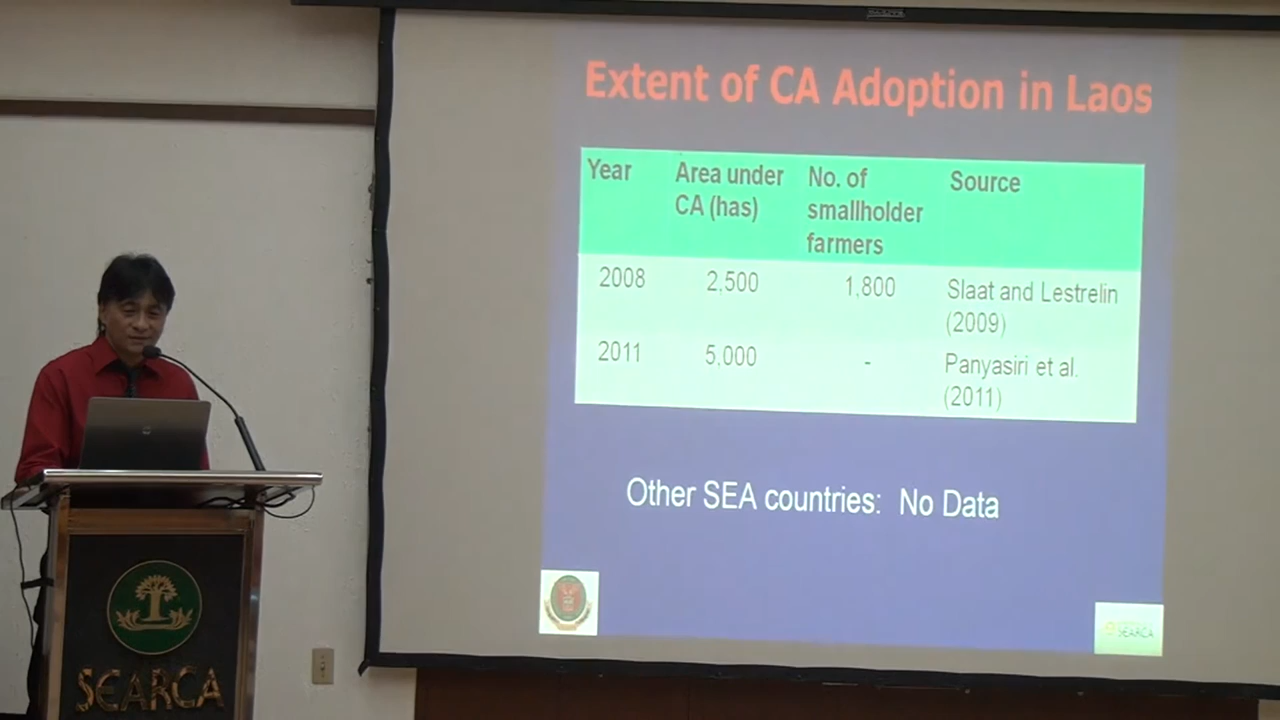 Extent of CA Adoption in Laos
Year
Area under
CA (has)
No. of
smallholder
farmers
Source
2008
2,500
1,800
Slaat and Lestrelin
(2009)
2011
5,000
-
Panyasiri et al.
(2011)
Other SEA countries: No Data
SEARCA
SEARCA